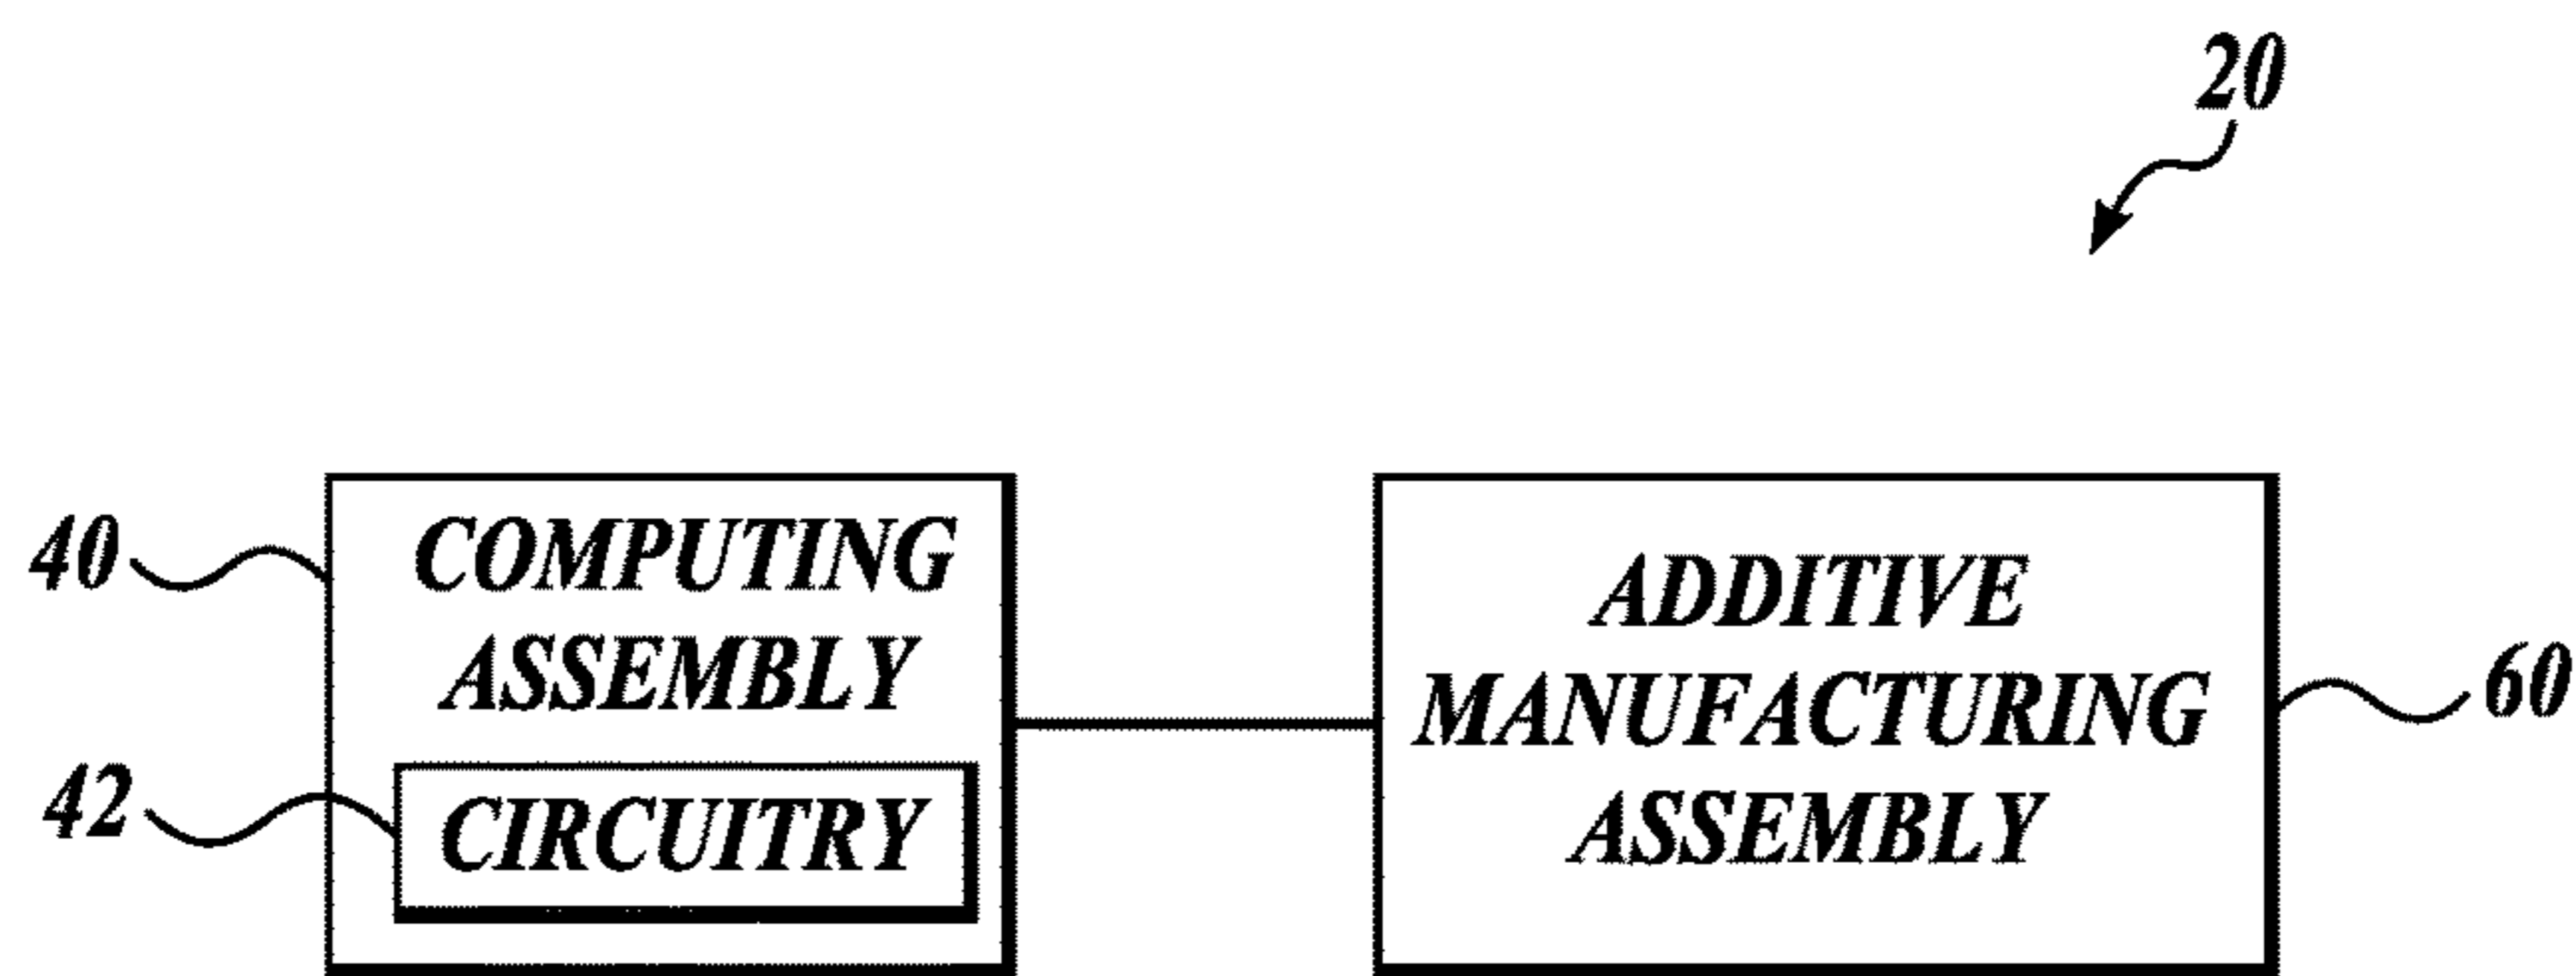 20
40
COMPUTING
ASSEMBLY
42
CIRCUITRY
ADDITIVE
MANUFACTURING
ASSEMBLY
60